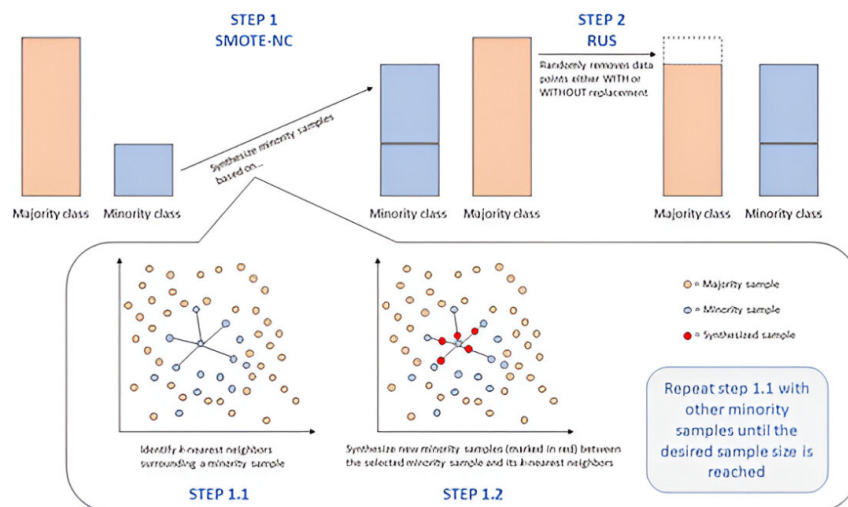 STEP 1
SMOTE-NC
STEP 2
RUS
Randomly removes data
points either WITH or
WITHOUT replacement
Synthesize minority samples
based on...
Majority class
Minority class
Minority class
Majority class
Majority class
Minority class
= Majority sample
= Minority sample
= Synthesized sample
Identify k-nearest neighbors
surrounding a minority sample
STEP 1.1
Synthesize new minority samples (marked in red) between
the selected minority sample and its k-nearest neighbors
STEP 1.2
Repeat step 1.1 with
other minority
samples until the
desired sample size is
reached